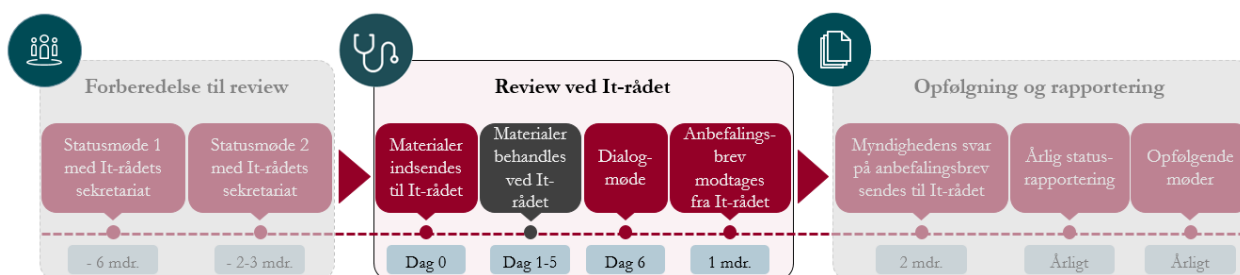 Forberedelse til review
Statusmøde 1
med It-rådets
sekretariat
Statusmøde 2
med It-rådets
sekretariat
- 6 mdr.
- 2-3 mdr.
Review ved It-rådet
Materialer
indsendes
til It-rådet
Materialer
behandles
ved It-
rådet
Dialog-
møde
Anbefalings-
brev
modtages
fra It-rådet
Dag 0
Dag 1-5
Dag 6
1 mdr.
Opfølgning og rapportering
Myndighedens svar
på anbefalingsbrev
sendes til It-rådet
Årlig status-
rapportering
Opfølgende
møder
2 mdr.
Årligt
Årligt